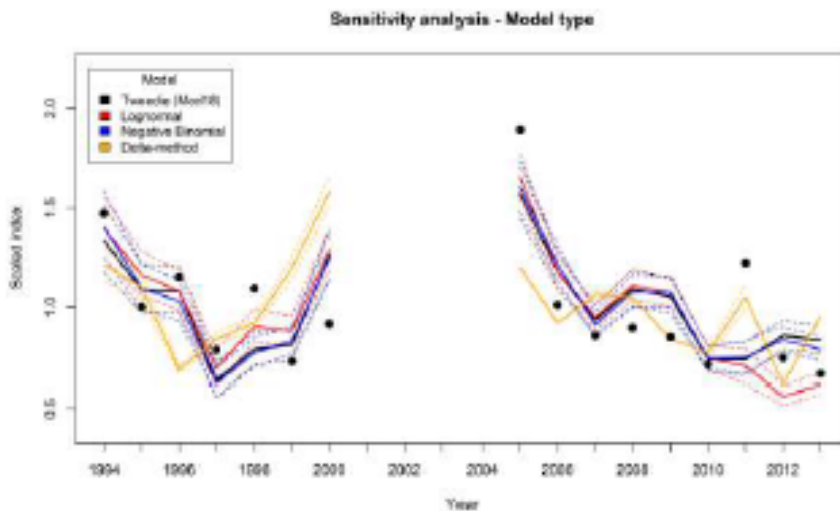 Sensitivity analysis - Model type
Model
Tweedie
Lognormal
Negative Binomial
Delta-method
Scaled index
2.0
1.5
1.0
0.5
1994 1996 1998 2000 2002 2004 2006 2008 2010 2012
Year